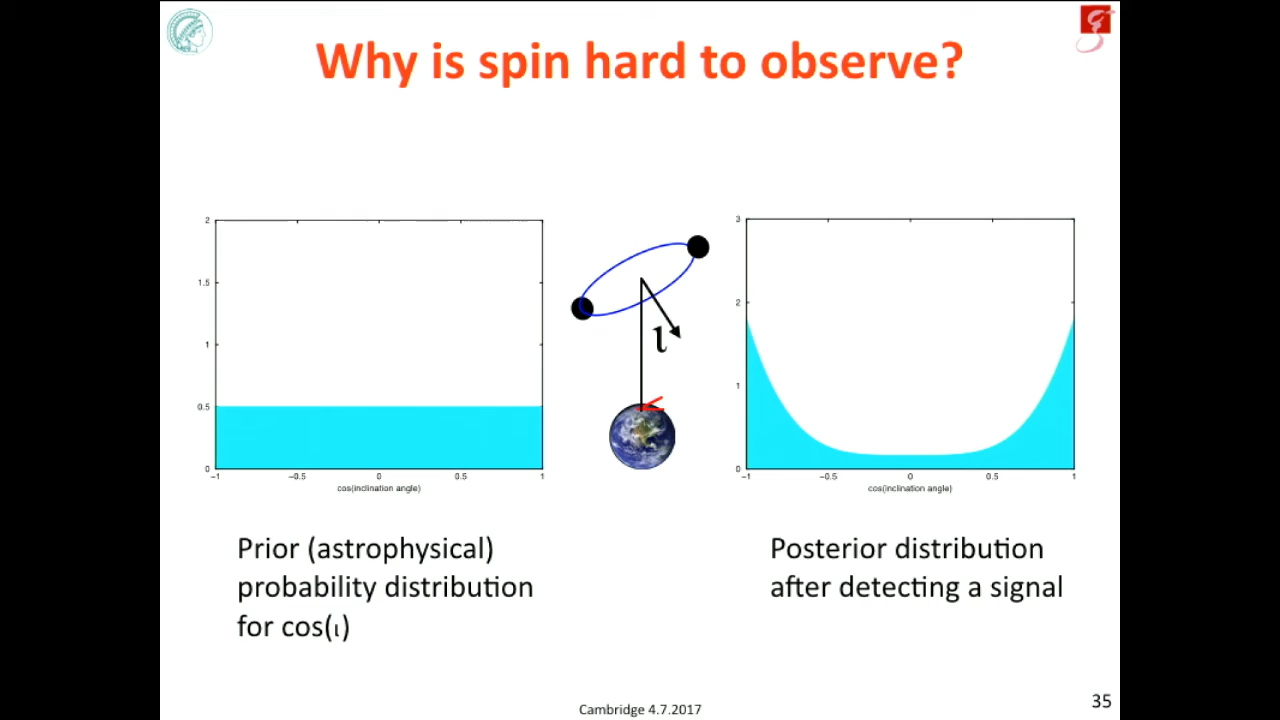 Why is spin hard to observe?
2
1.5
1
0.5
0
−1 −0.5 0 0.5 1
cos(inclination angle)
ι
3
2
1
0
−1 −0.5 0 0.5 1
cos(inclination angle)
Prior (astrophysical)
probability distribution
for cos(ι)
Posterior distribution
after detecting a signal
Cambridge 4.7.2017
35